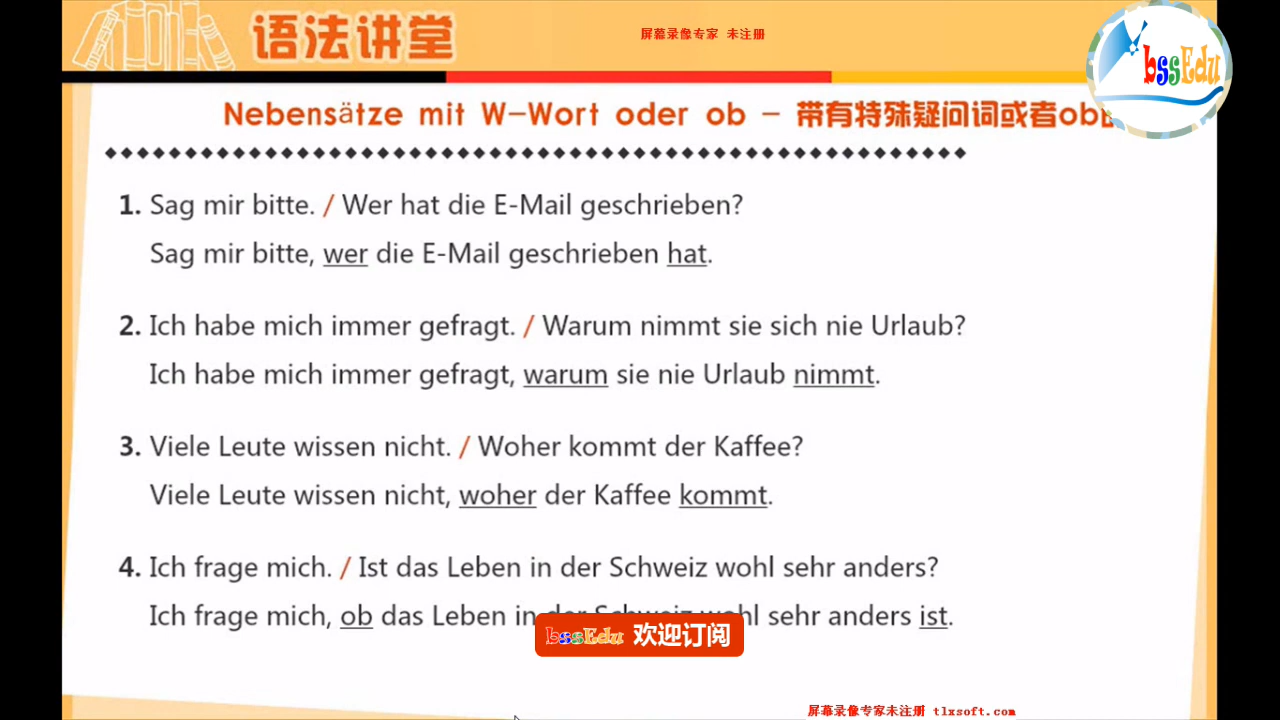 语法讲堂
屏幕录像专家 未注册
bssEdu
Nebensätze mit W-Wort oder ob - 带有特殊疑问词或者ob
1. Sag mir bitte. / Wer hat die E-Mail geschrieben?
Sag mir bitte, wer die E-Mail geschrieben hat.
2. Ich habe mich immer gefragt. / Warum nimmt sie sich nie Urlaub?
Ich habe mich immer gefragt, warum sie nie Urlaub nimmt.
3. Viele Leute wissen nicht. / Woher kommt der Kaffee?
Viele Leute wissen nicht, woher der Kaffee kommt.
4. Ich frage mich. / Ist das Leben in der Schweiz wohl sehr anders?
Ich frage mich, ob das Leben in der Schweiz wohl sehr anders ist.
bssEdu 欢迎订阅
屏幕录像专家未注册 tlxsoft.com